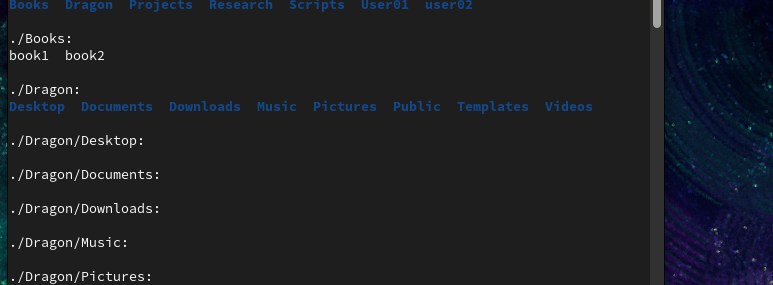 Books  Dragon  Projects  Research  Scripts  User01  user02
./Books:
book1  book2
./Dragon:
Desktop  Documents  Downloads  Music  Pictures  Public  Templates  Videos
./Dragon/Desktop:
./Dragon/Documents:
./Dragon/Downloads:
./Dragon/Music:
./Dragon/Pictures: